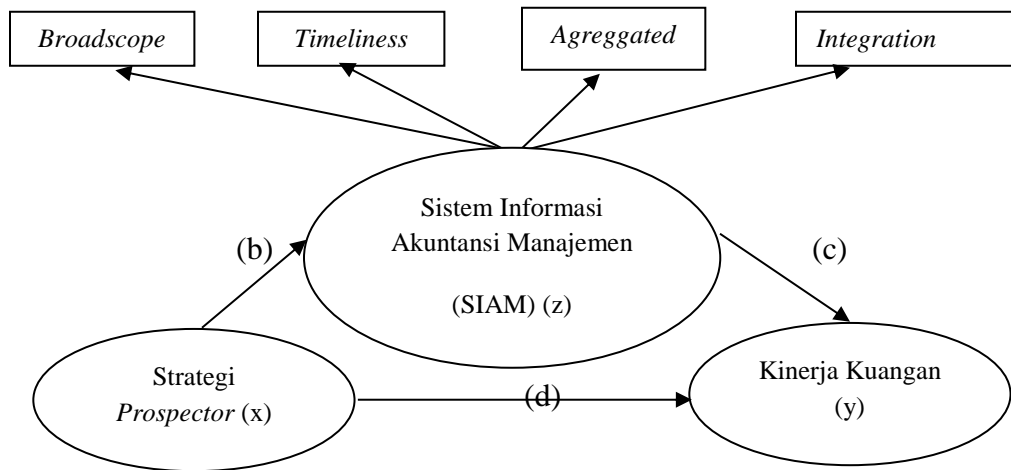 Broadscope
Timeliness
Agreggated
Integration
Sistem Informasi
Akuntansi Manajemen
(SIAM) (z)
(b)
(c)
Strategi
Prospector (x)
(d)
Kinerja Kuangan
(y)